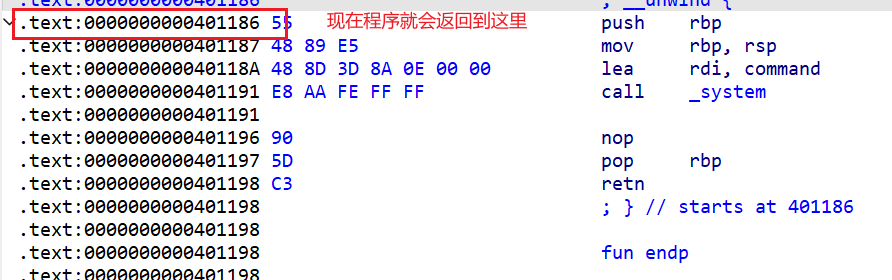 ; __unwind {
.text:0000000000401186 55 现在程序就会返回到这里 push rbp
.text:0000000000401187 48 89 E5 mov rbp, rsp
.text:000000000040118A 48 8D 3D 8A 0E 00 00 lea rdi, command
.text:0000000000401191 E8 AA FE FF FF call _system
.text:0000000000401191
.text:0000000000401196 90 nop
.text:0000000000401197 5D pop rbp
.text:0000000000401198 C3 retn
.text:0000000000401198 ; } // starts at 401186
.text:0000000000401198
.text:0000000000401198 fun endp
.text:0000000000401198